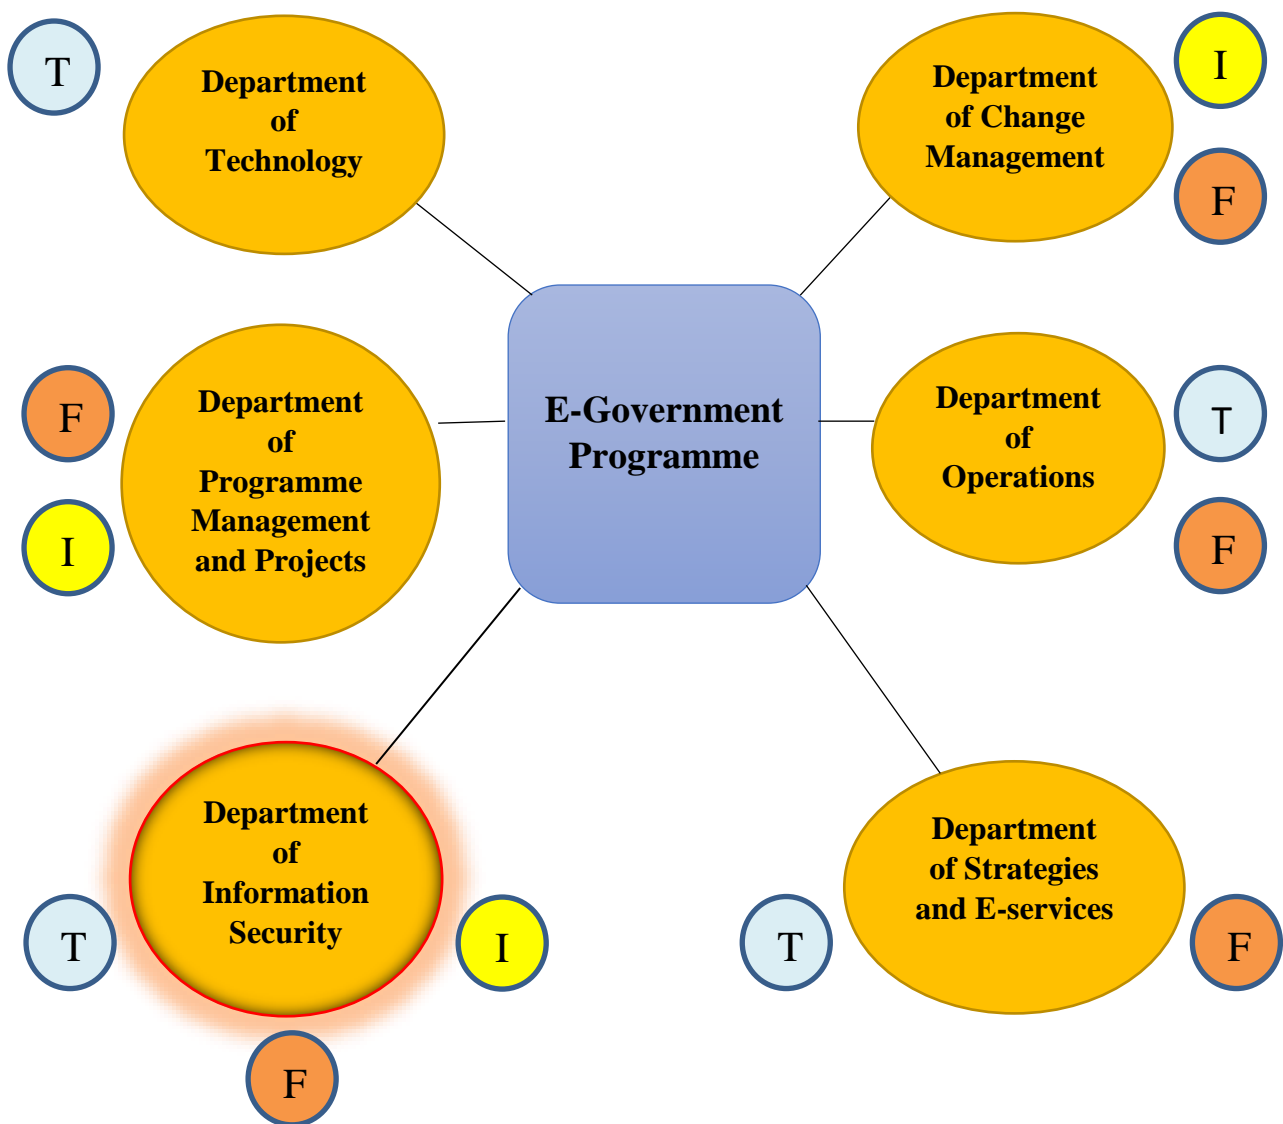 T
Department
of
Technology
Department
of Change
Management
I
F
F
I
Department
of
Programme
Management
and Projects
E-Government
Programme
Department
of
Operations
T
F
Department
of
Information
Security
T
I
F
Department
of Strategies
and E-services
T
F